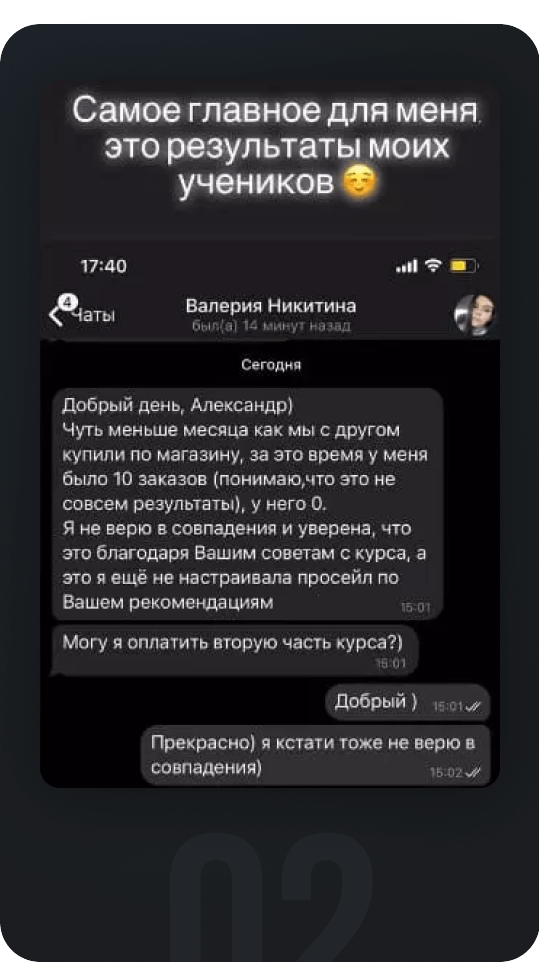 Самое главное для меня,
это результаты моих
учеников
17:40
4
Чаты
Валерия Никитина
был(а) 14 минут назад
Сегодня
Добрый день, Александр)
Чуть меньше месяца как мы с другом
купили по магазину, за это время у меня
было 10 заказов (понимаю,что это не
совсем результаты), у него 0.
Я не верю в совпадения и уверена, что
это благодаря Вашим советам с курса, а
это я ещё не настраивала просейл по
Вашем рекомендациям
15:01
Могу я оплатить вторую часть курса?)
15:01
Добрый )
15:01
Прекрасно) я кстати тоже не верю в
совпадения)
15:02
02